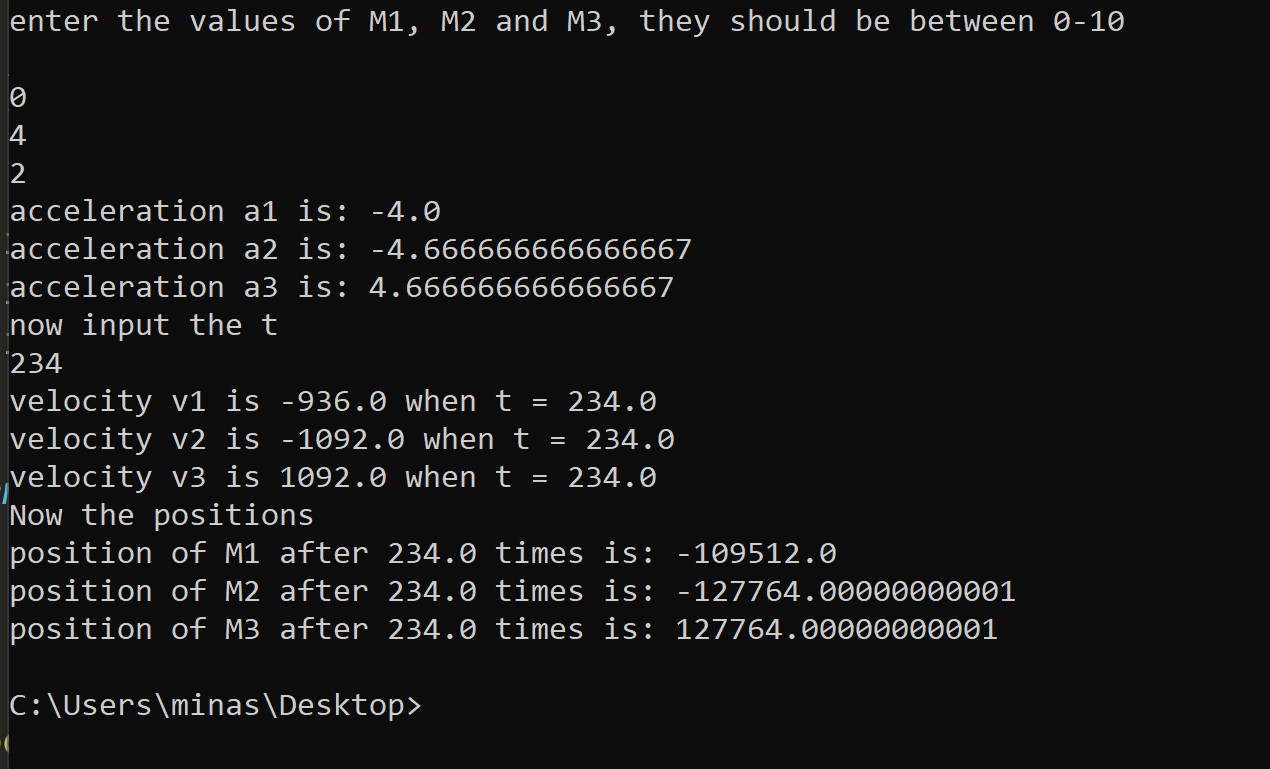 enter the values of M1, M2 and M3, they should be between 0-10
0
4
2
acceleration a1 is: -4.0
acceleration a2 is: -4.666666666666667
acceleration a3 is: 4.666666666666667
now input the t
234
velocity v1 is -936.0 when t = 234.0
velocity v2 is -1092.0 when t = 234.0
velocity v3 is 1092.0 when t = 234.0
Now the positions
position of M1 after 234.0 times is: -109512.0
position of M2 after 234.0 times is: -127764.00000000001
position of M3 after 234.0 times is: 127764.00000000001
C:\Users\minas\Desktop>